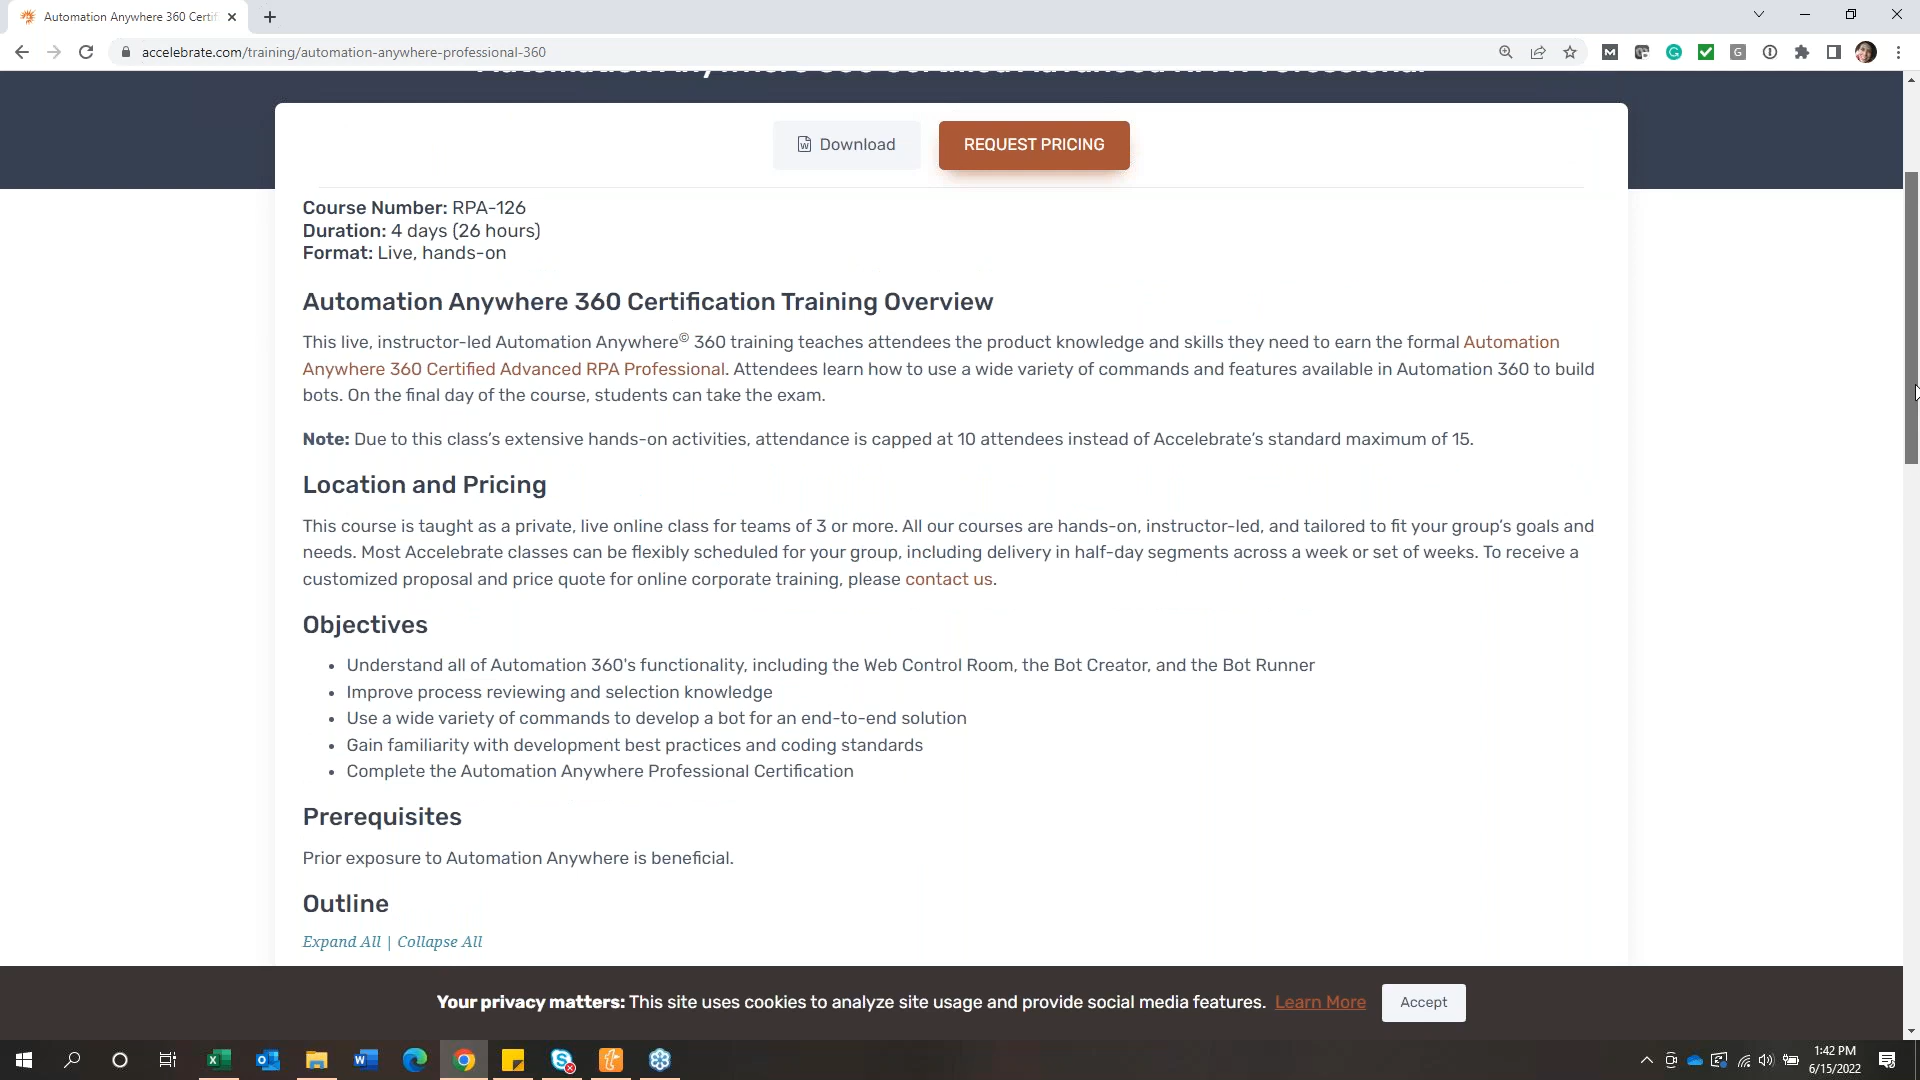 Automation Anywhere 360 Certif
accelebrate.com/training/automation-anywhere-professional-360
Automation Anywhere 360 Certified Advanced RPA Professional
Download
REQUEST PRICING
Course Number: RPA-126
Duration: 4 days (26 hours)
Format: Live, hands-on
Automation Anywhere 360 Certification Training Overview
This live, instructor-led Automation Anywhere© 360 training teaches attendees the product knowledge and skills they need to earn the formal Automation
Anywhere 360 Certified Advanced RPA Professional. Attendees learn how to use a wide variety of commands and features available in Automation 360 to build
bots. On the final day of the course, students can take the exam.
Note: Due to this class’s extensive hands-on activities, attendance is capped at 10 attendees instead of Accelebrate’s standard maximum of 15.
Location and Pricing
This course is taught as a private, live online class for teams of 3 or more. All our courses are hands-on, instructor-led, and tailored to fit your group’s goals and
needs. Most Accelebrate classes can be flexibly scheduled for your group, including delivery in half-day segments across a week or set of weeks. To receive a
customized proposal and price quote for online corporate training, please contact us.
Objectives
• Understand all of Automation 360's functionality, including the Web Control Room, the Bot Creator, and the Bot Runner
• Improve process reviewing and selection knowledge
• Use a wide variety of commands to develop a bot for an end-to-end solution
• Gain familiarity with development best practices and coding standards
• Complete the Automation Anywhere Professional Certification
Prerequisites
Prior exposure to Automation Anywhere is beneficial.
Outline
Expand All | Collapse All
Your privacy matters: This site uses cookies to analyze site usage and provide social media features. Learn More
Accept
1:42 PM
6/15/2022